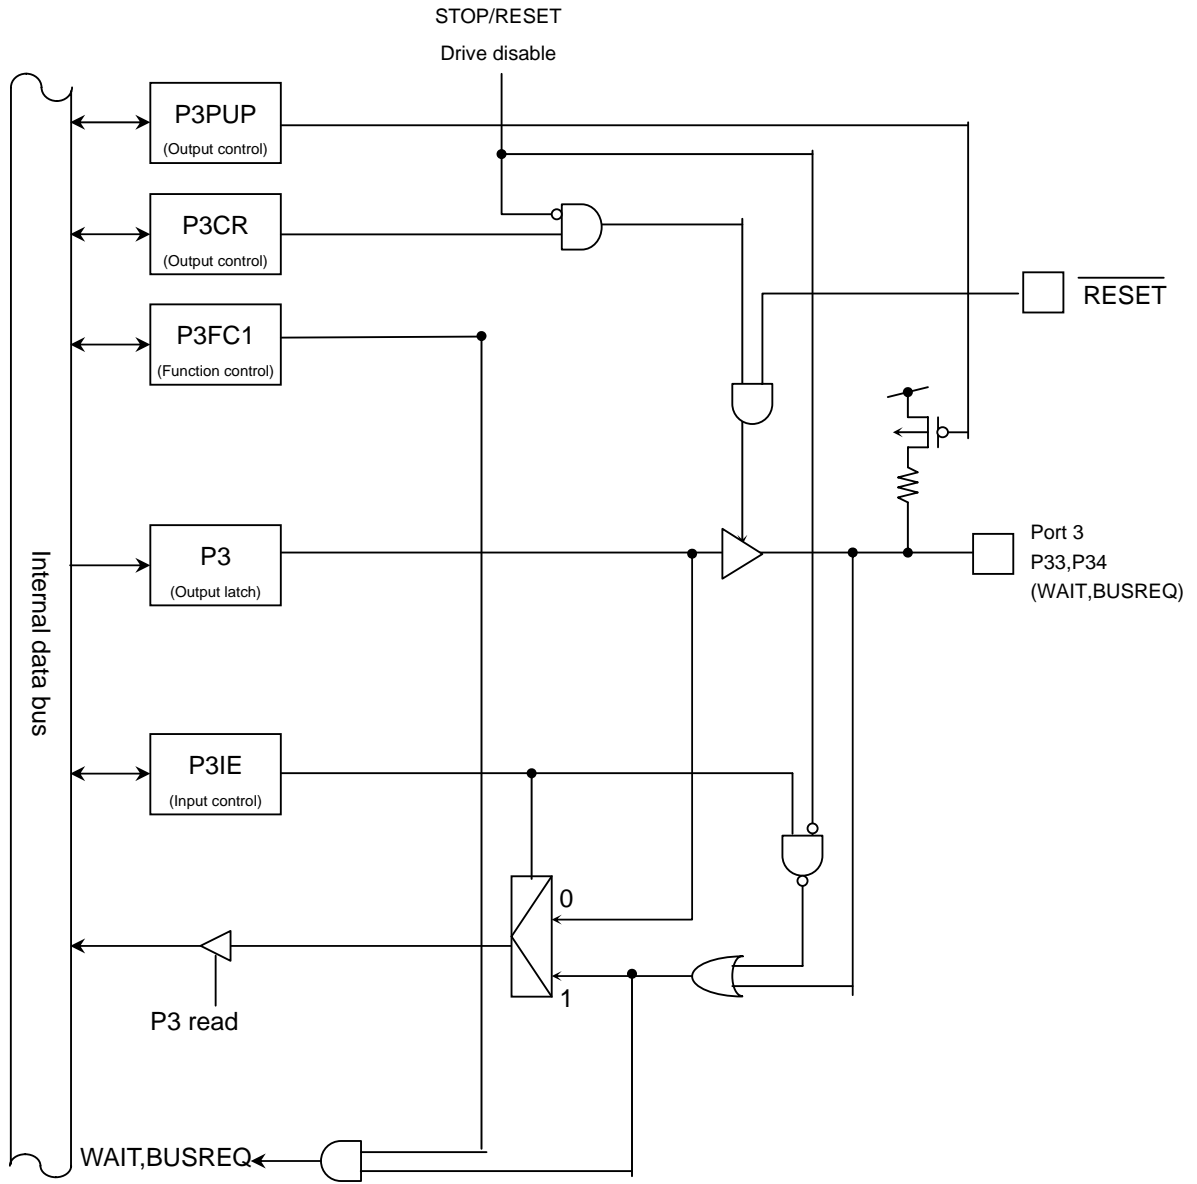 STOP/RESET
Drive disable
P3PUP
(Output control)
P3CR
(Output control)
RESET
P3FC1
(Function control)
Port 3
P33,P34
(WAIT,BUSREQ)
P3
(Output latch)
Internal data bus
P3IE
(Input control)
0
1
P3 read
WAIT,BUSREQ